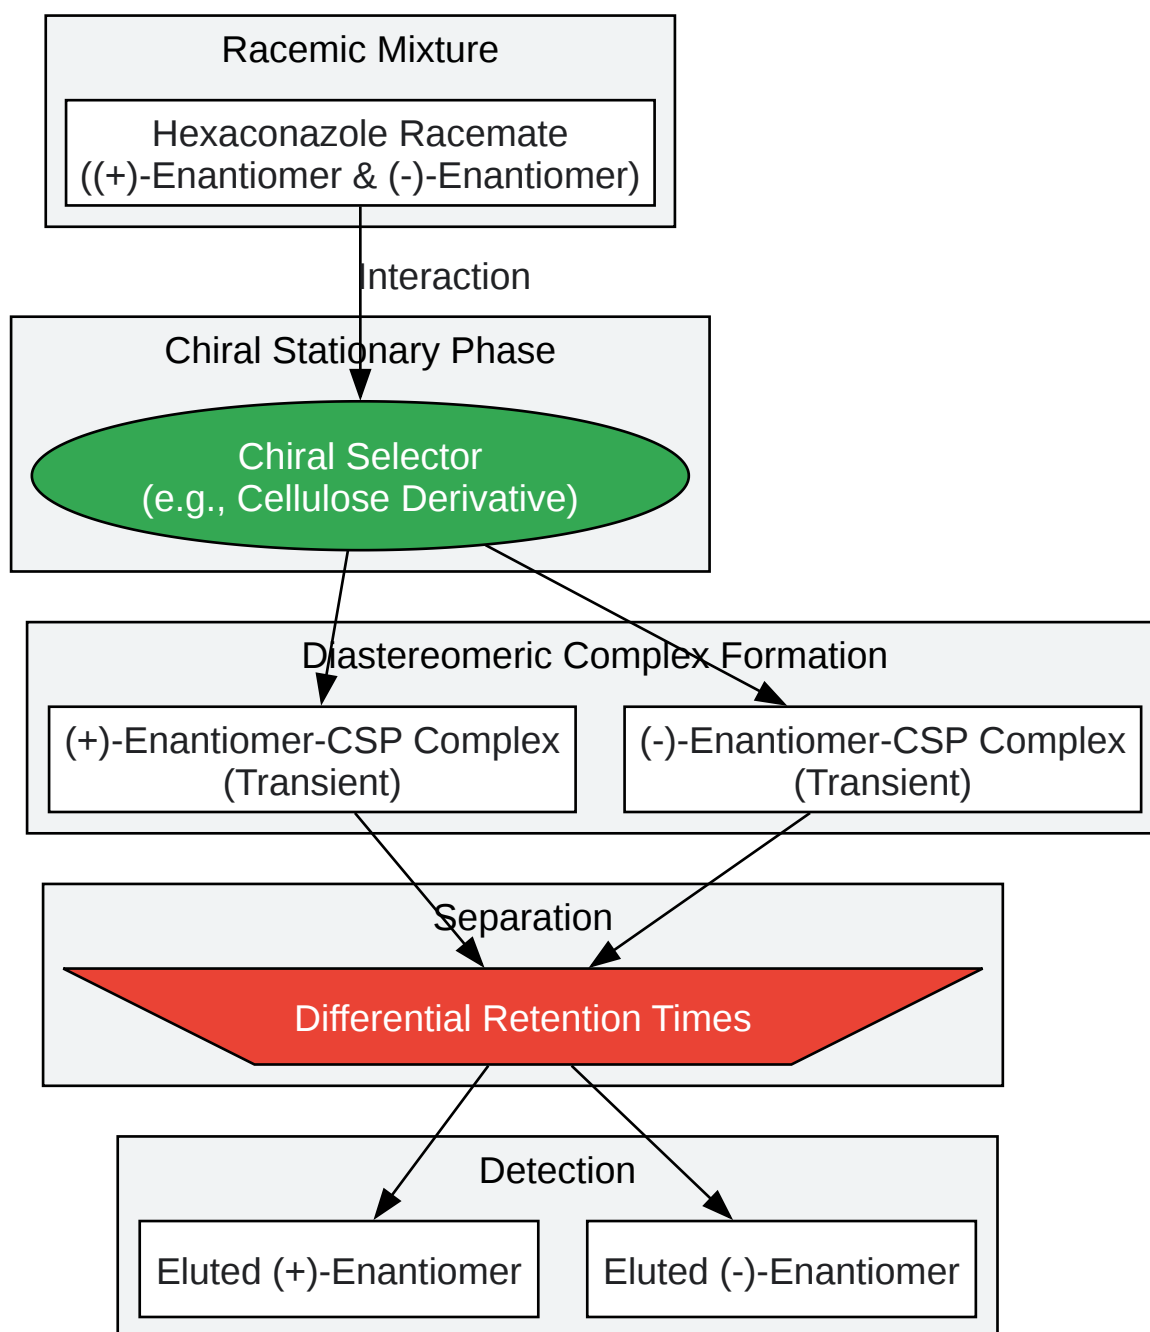 Racemic Mixture
Hexaconazole Racemate
((+)-Enantiomer & (-)-Enantiomer)
Interaction
Chiral Stationary Phase
Chiral Selector
(e.g., Cellulose Derivative)
Diastereomeric Complex Formation
(+)-Enantiomer-CSP Complex
(Transient)
(-)-Enantiomer-CSP Complex
(Transient)
Separation
Differential Retention Times
Detection
Eluted (+)-Enantiomer
Eluted (-)-Enantiomer